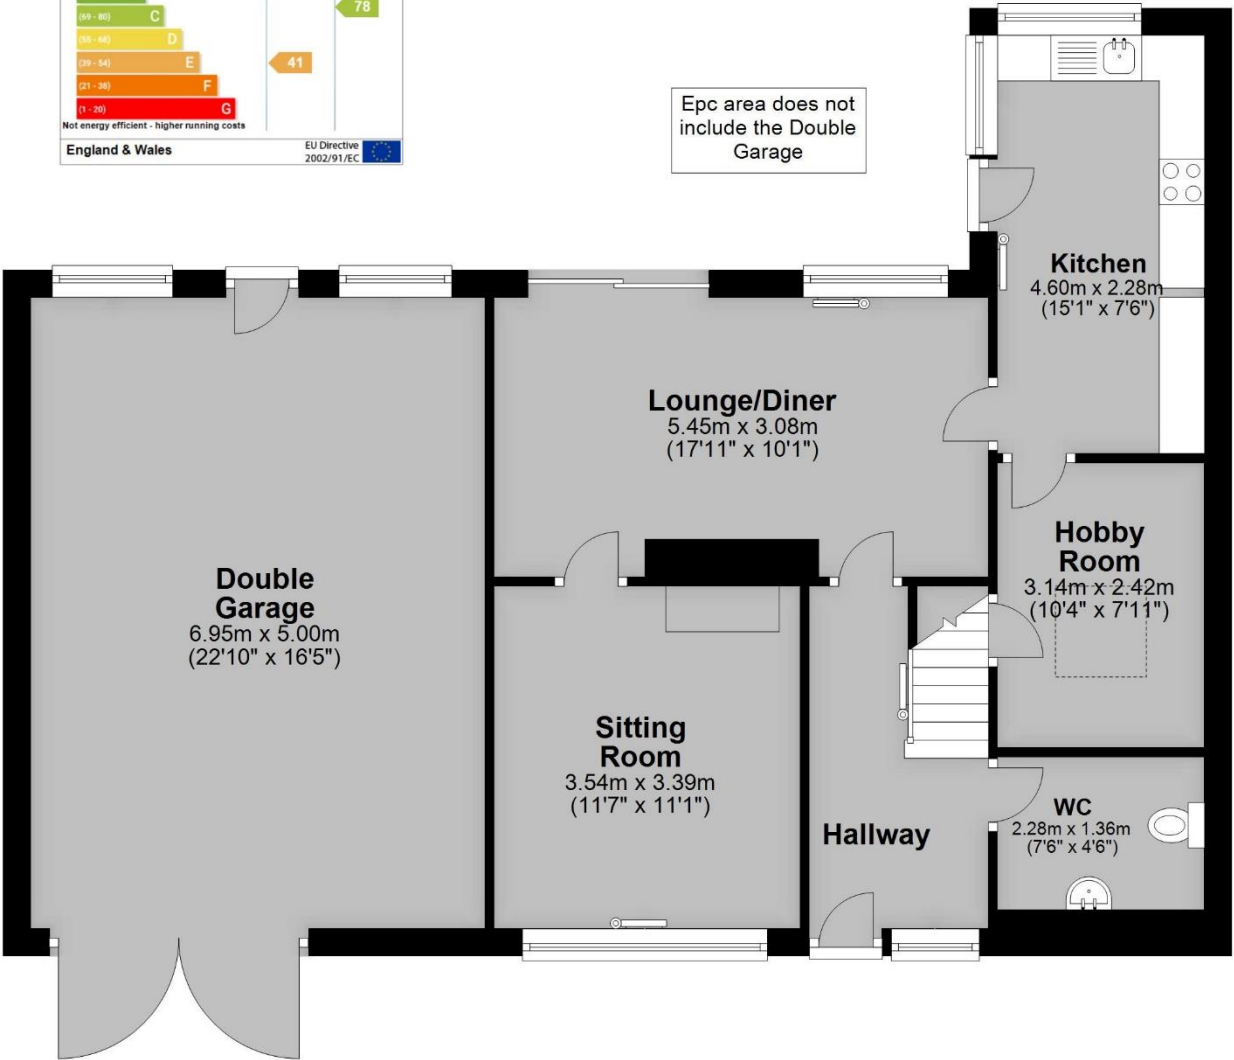 (69 - 80) C
78
(55 - 68) D
(39 - 54) E
41
(21 - 38) F
(1 - 20) G
Not energy efficient - higher running costs
England & Wales
EU Directive
2002/91/EC
Epc area does not
include the Double
Garage
Kitchen
4.60m x 2.28m
(15'1" x 7'6")
Lounge/Diner
5.45m x 3.08m
(17'11" x 10'1")
Hobby
Room
3.14m x 2.42m
(10'4" x 7'11")
Double
Garage
6.95m x 5.00m
(22'10" x 16'5")
Sitting
Room
3.54m x 3.39m
(11'7" x 11'1")
Hallway
WC
2.28m x 1.36m
(7'6" x 4'6")